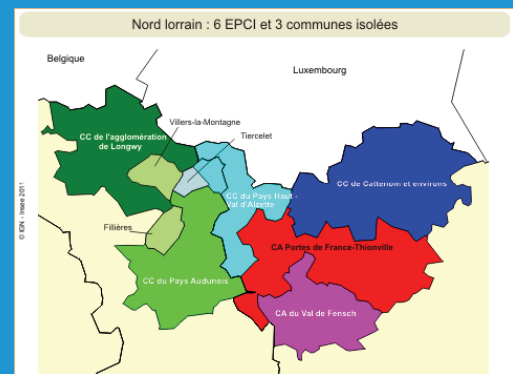 Nord lorrain : 6 EPCI et 3 communes isolées
Belgique
Luxembourg
Villers-la-Montagne
Tiercelet
CC de l'agglomération
de Longwy
CC du Pays Haut -
Val d'Alzette
CC de Cattenom et environs
Fillières
CA Portes de France-Thionville
CC du Pays Audunois
CA du Val de Fensch
© IGN - Insee 2011